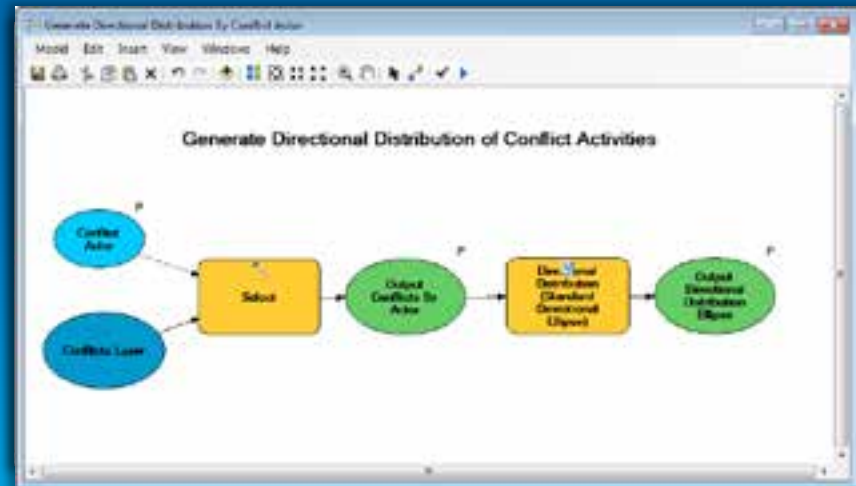 Generate Directional Distribution By Conflict Actor
Model Edit Insert View Windows Help
Generate Directional Distribution of Conflict Activities
P
Conflict
Actor
Conflicts Layer
Select
P
Output
Conflicts By
Actor
Directional
Distribution
(Standard
Deviational
Ellipse)
P
Output
Directional
Distribution
Ellipse